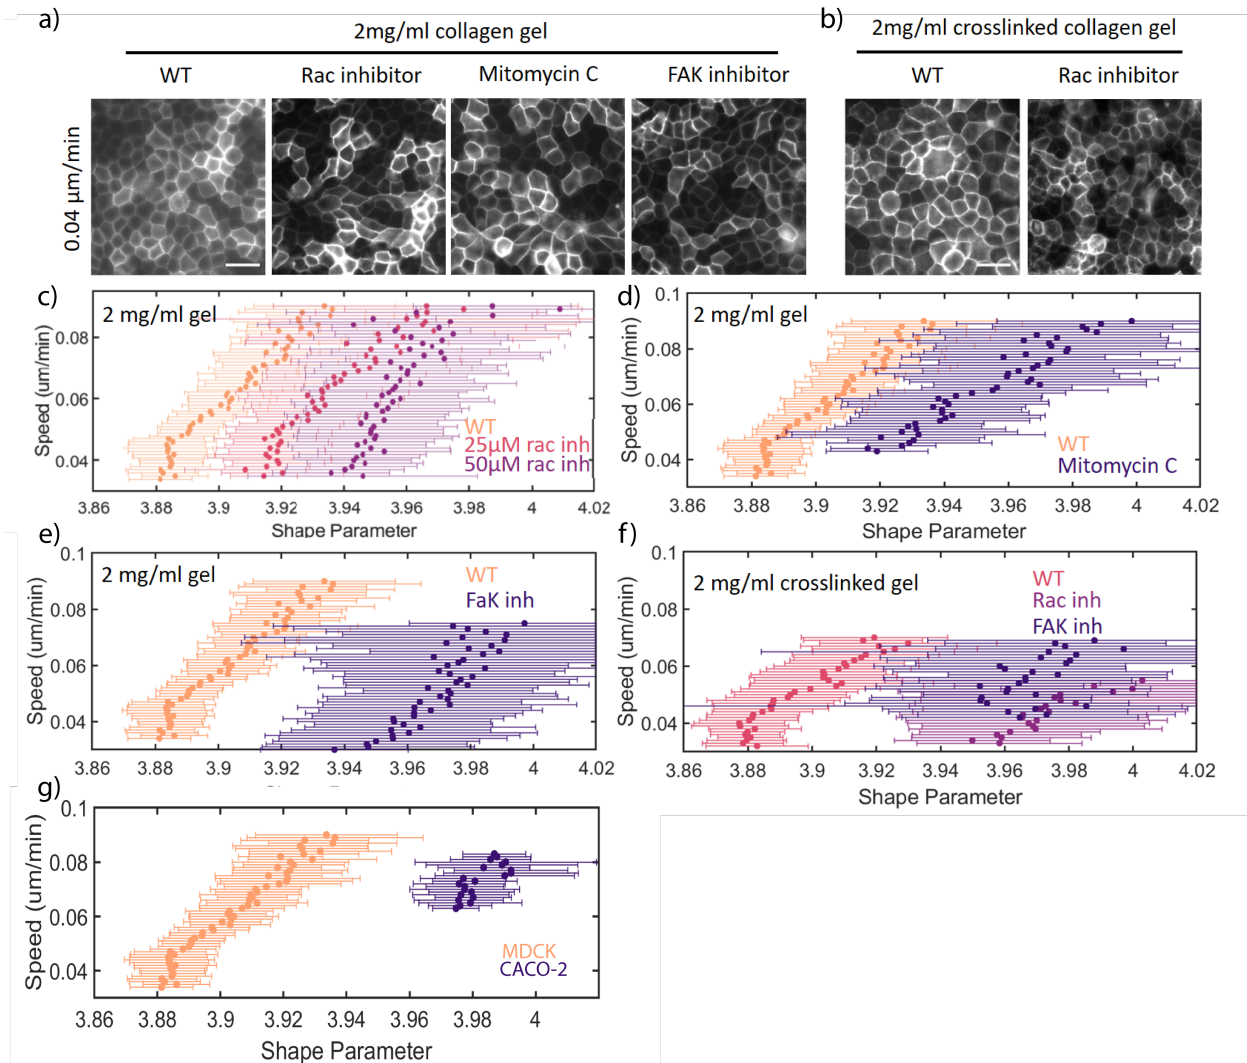 a)
2mg/ml collagen gel
WT
Rac inhibitor
Mitomycin C
FAK inhibitor
b)
2mg/ml crosslinked collagen gel
WT
Rac inhibitor
0.04 µm/min
c)
2 mg/ml gel
Speed (um/min)
0.08
0.06
0.04
WT
25µM rac inh
50µM rac inh
3.86 3.88 3.9 3.92 3.94 3.96 3.98 4 4.02
Shape Parameter
d)
2 mg/ml gel
Speed (um/min)
0.1
0.08
0.06
0.04
WT
Mitomycin C
3.86 3.88 3.9 3.92 3.94 3.96 3.98 4 4.02
Shape Parameter
e)
2 mg/ml gel
Speed (um/min)
0.1
0.08
0.06
0.04
WT
FaK inh
3.86 3.88 3.9 3.92 3.94 3.96 3.98 4 4.02
f)
2 mg/ml crosslinked gel
Speed (um/min)
0.1
0.08
0.06
0.04
WT
Rac inh
FAK inh
3.86 3.88 3.9 3.92 3.94 3.96 3.98 4 4.02
Shape Parameter
g)
Speed (um/min)
0.1
0.08
0.06
0.04
MDCK
CACO-2
3.86 3.88 3.9 3.92 3.94 3.96 3.98 4
Shape Parameter